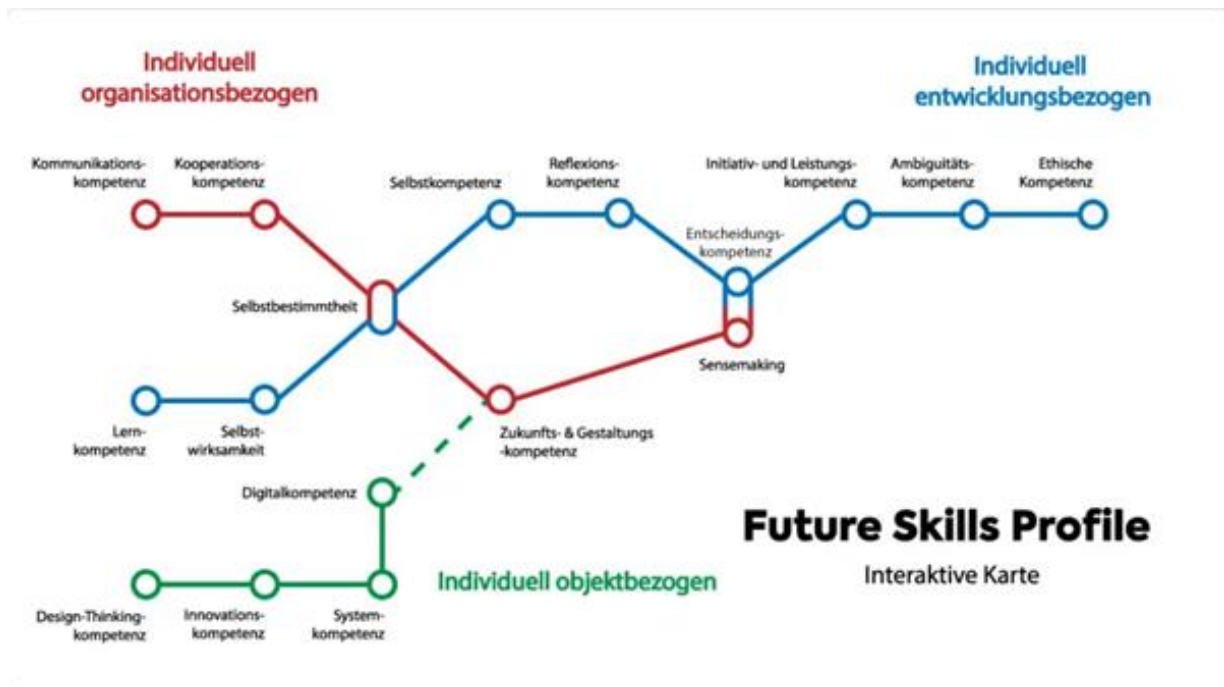 Individuell
organisationsbezogen
Individuell
entwicklungsbezogen
Kommunikations-
kompetenz
Kooperations-
kompetenz
Selbstkompetenz
Reflexions-
kompetenz
Initiativ- und Leistungs-
kompetenz
Ambiguitäts-
kompetenz
Ethische
Kompetenz
Entscheidungs-
kompetenz
Selbstbestimmtheit
Sensemaking
Lern-
kompetenz
Selbst-
wirksamkeit
Zukunfts- & Gestaltungs
-kompetenz
Digitalkompetenz
Future Skills Profile
Interaktive Karte
Individuell objektbezogen
Design-Thinking-
kompetenz
Innovations-
kompetenz
System-
kompetenz